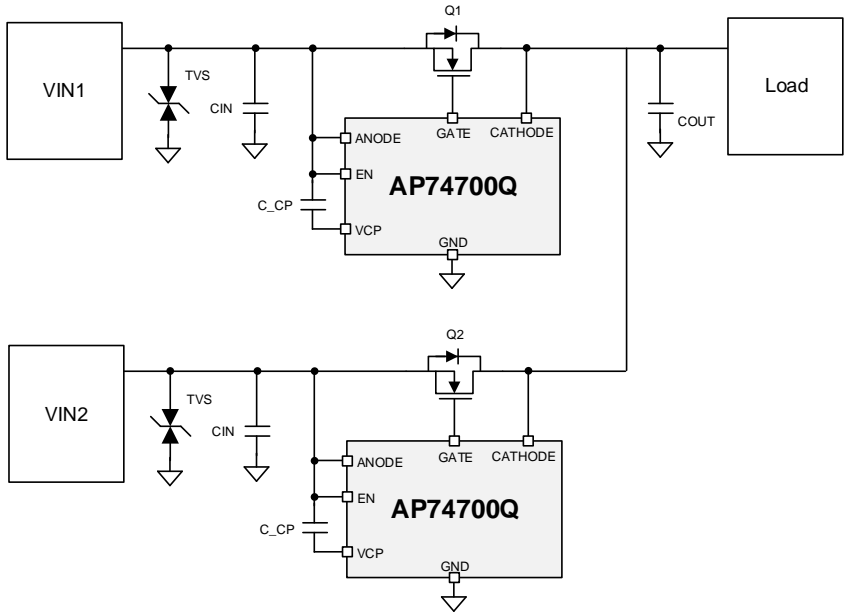 Q1
VIN1
TVS
CIN
Load
COUT
GATE
CATHODE
ANODE
EN
AP74700Q
C_CP
VCP
GND
Q2
VIN2
TVS
CIN
GATE
CATHODE
ANODE
EN
AP74700Q
C_CP
VCP
GND